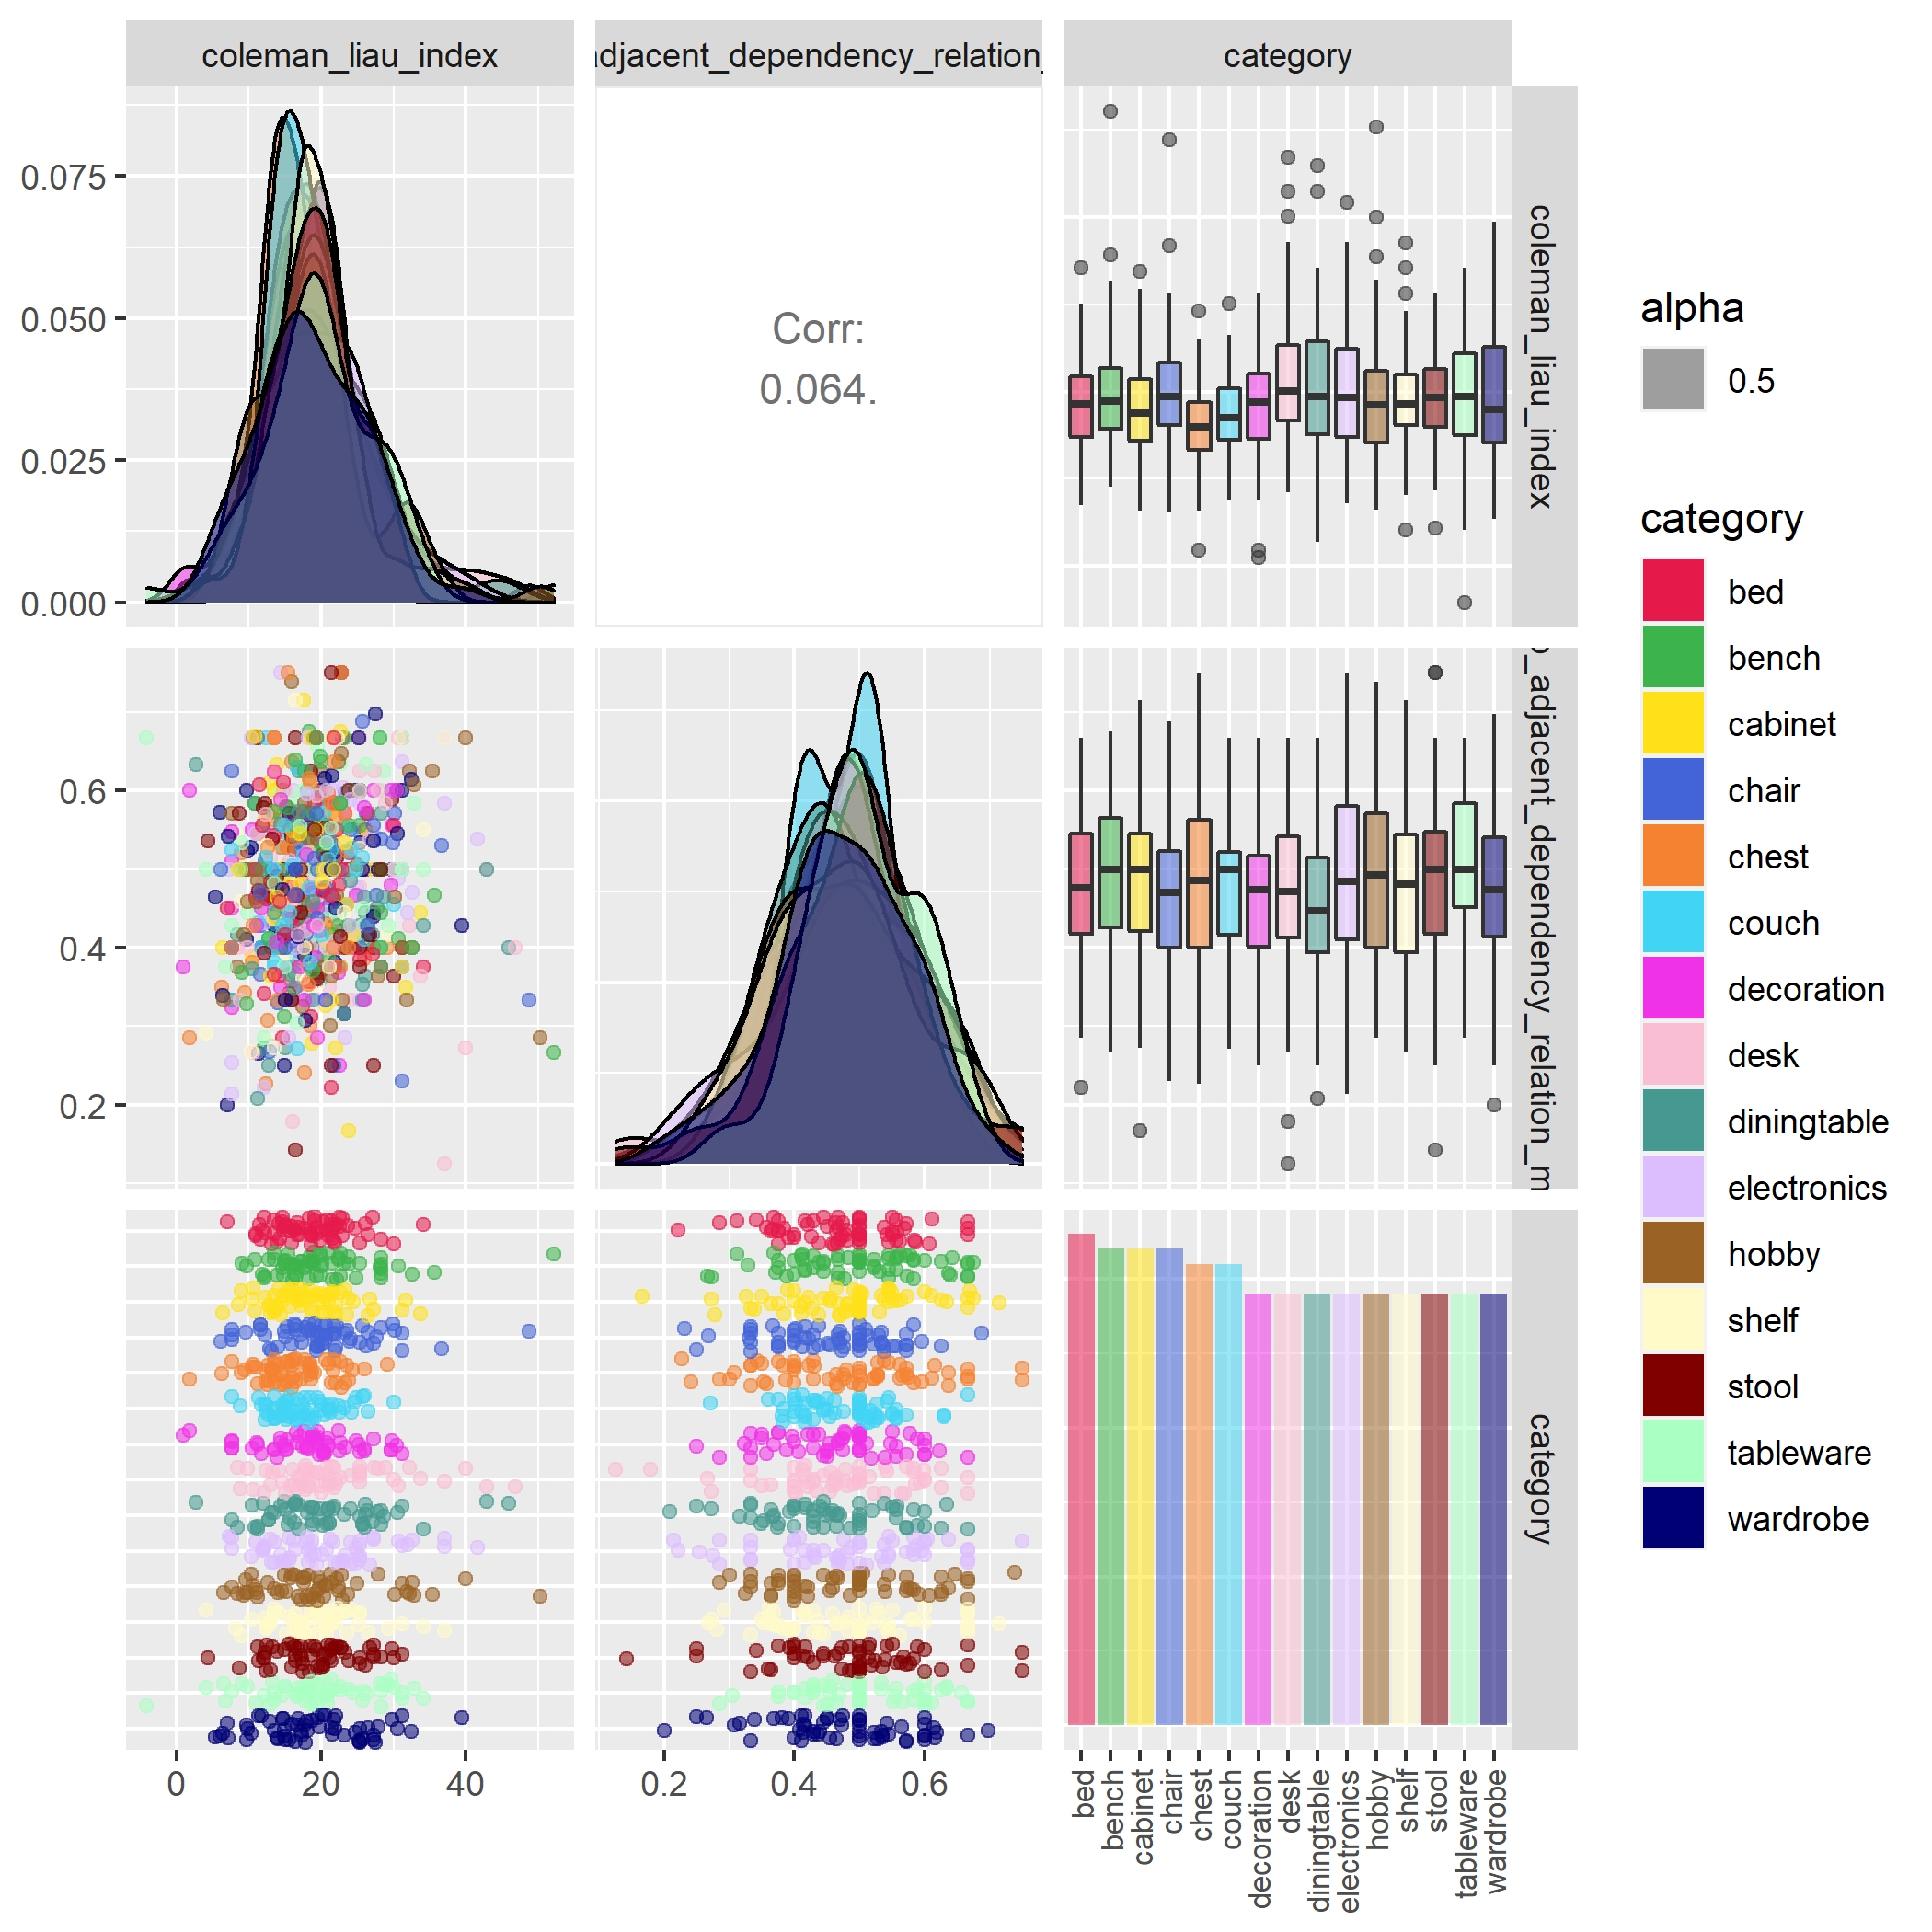 coleman_liau_index
adjacent_dependency_relation_
category
0.075
0.050
0.025
0.000
Corr:
0.064.
coleman_liau_index
0.6
0.4
0.2
_adjacent_dependency_relation_m
category
0
20
40
0.2
0.4
0.6
bed
bench
cabinet
chair
chest
couch
decoration
desk
diningtable
electronics
hobby
shelf
stool
tableware
wardrobe
alpha
0.5
category
bed
bench
cabinet
chair
chest
couch
decoration
desk
diningtable
electronics
hobby
shelf
stool
tableware
wardrobe